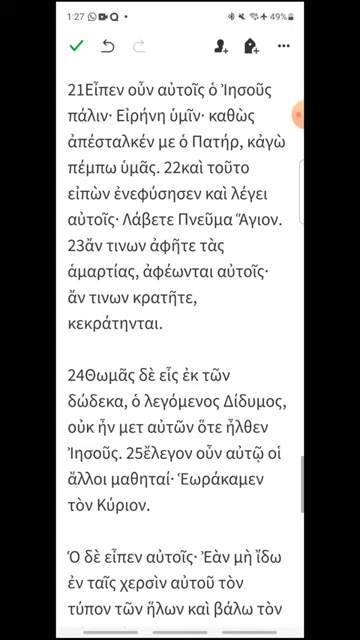 1:27
49%
21Εἶπεν οὖν αὐτοῖς ὁ Ἰησοῦς
πάλιν· Εἰρήνη ὑμῖν· καθὼς
ἀπέσταλκέν με ὁ Πατήρ, κἀγὼ
πέμπω ὑμᾶς. 22καὶ τοῦτο
εἰπὼν ἐνεφύσησεν καὶ λέγει
αὐτοῖς· Λάβετε Πνεῦμα Ἅγιον.
23ἄν τινων ἀφῆτε τὰς
ἁμαρτίας, ἀφέωνται αὐτοῖς·
ἄν τινων κρατῆτε,
κεκράτηνται.
24Θωμᾶς δὲ εἷς ἐκ τῶν
δώδεκα, ὁ λεγόμενος Δίδυμος,
οὐκ ἦν μετ αὐτῶν ὅτε ἦλθεν
Ἰησοῦς. 25ἔλεγον οὖν αὐτῷ οἱ
ἄλλοι μαθηταί· Ἑωράκαμεν
τὸν Κύριον.
Ὁ δὲ εἶπεν αὐτοῖς· Ἐὰν μὴ ἴδω
ἐν ταῖς χερσὶν αὐτοῦ τὸν
τύπον τῶν ἥλων καὶ βάλω τὸν